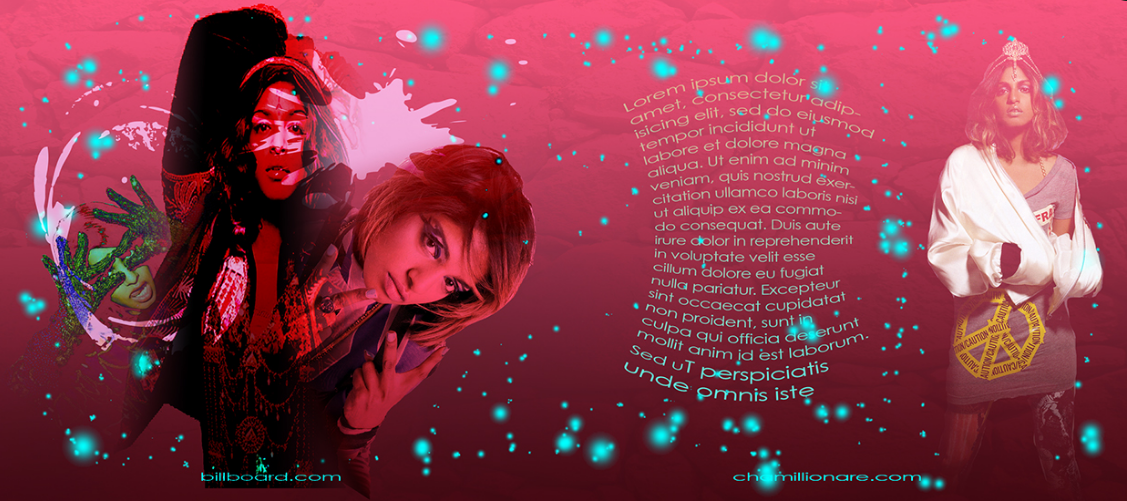 Lorem ipsum dolor sit
amet, consectetur adip-
isicing elit, sed do eiusmod
tempor incididunt ut
labore et dolore magna
aliqua. Ut enim ad minim
veniam, quis nostrud exer-
citation ullamco laboris nisi
ut aliquip ex ea commo-
do consequat. Duis aute
irure dolor in reprehenderit
in voluptate velit esse
cillum dolore eu fugiat
nulla pariatur. Excepteur
sint occaecat cupidatat
non proident, sunt in
culpa qui officia deserunt
mollit anim id est laborum.
sed uT perspiciatis
unde omnis iste
CAUTION CAUTION
CAUTION
billboard.com
chamillionare.com